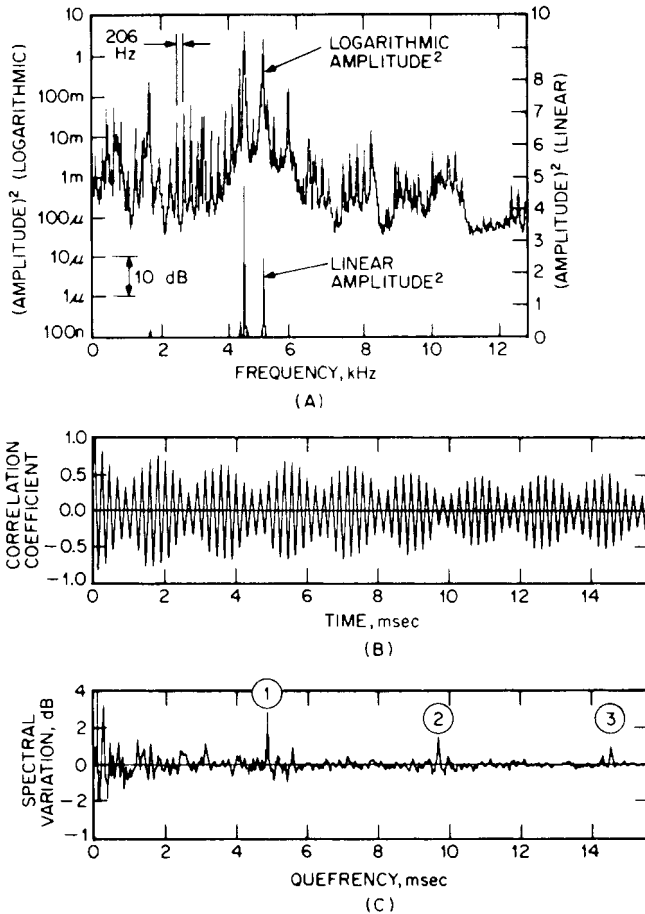 206
Hz
10
1
100m
10m
1m
100μ
10μ
1μ
100n
(AMPLITUDE)² (LOGARITHMIC)
LOGARITHMIC
AMPLITUDE²
10 dB
LINEAR
AMPLITUDE²
10
9
8
7
6
5
4
3
2
1
0
(AMPLITUDE)² (LINEAR)
0 2 4 6 8 10 12
FREQUENCY, kHz
(A)
CORRELATION
COEFFICIENT
1.0
0.5
0.0
-0.5
-1.0
0 2 4 6 8 10 12 14
TIME, msec
(B)
SPECTRAL
VARIATION, dB
4
2
0
-2
-1
1
2
3
0 2 4 6 8 10 12 14
QUEFRENCY, msec
(C)